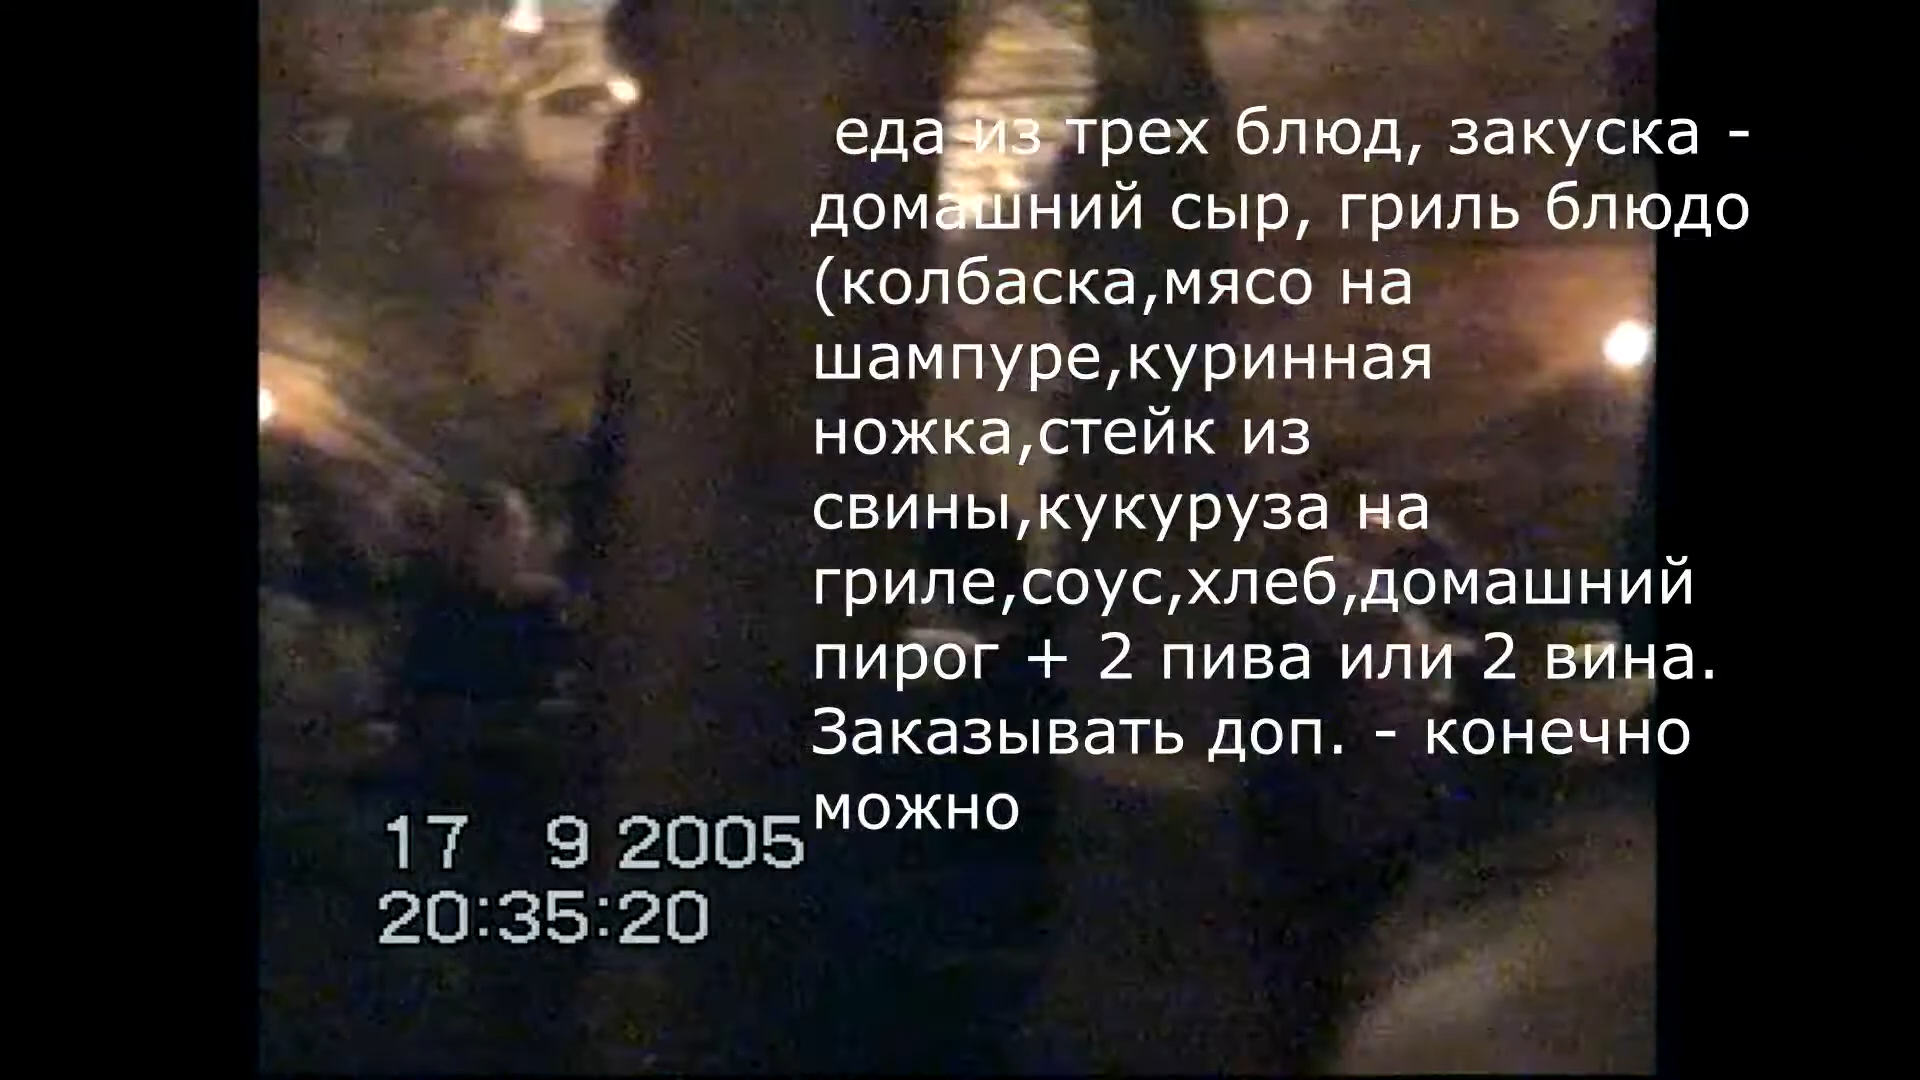 еда из трех блюд, закуска -
домашний сыр, гриль блюдо
(колбаска,мясо на
шампуре,куринная
ножка,стейк из
свины,кукуруза на
гриле,соус,хлеб,домашний
пирог + 2 пива или 2 вина.
Заказывать доп. - конечно
можно
17 9 2005
20:35:20